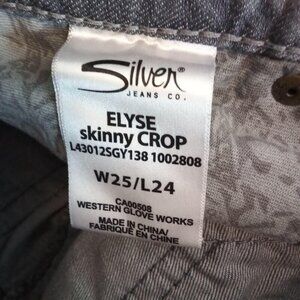 Silver®
JEANS CO.
ELYSE
skinny CROP
L43012SGY138 1002808
W25/L24
CA00508
WESTERN GLOVE WORKS
MADE IN CHINA/
FABRIQUÉ EN CHINE